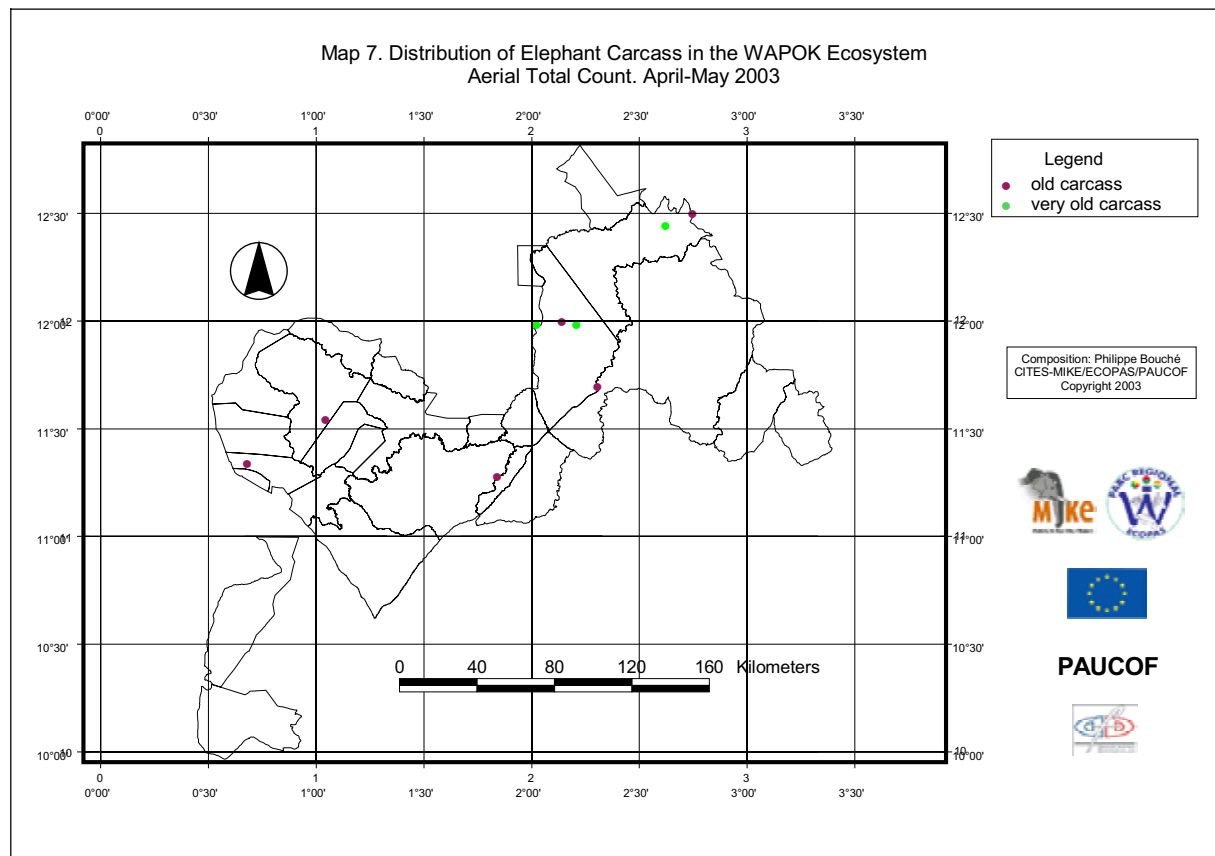 Map 7. Distribution of Elephant Carcass in the WAPOK Ecosystem
Aerial Total Count. April-May 2003
0°00' 0°30' 1°00' 1°30' 2°00' 2°30' 3°00' 3°30'
0 1 2 3
Legend
old carcass
very old carcass
12°30' 12°30'
12°00' 12 12 12°00'
Composition: Philippe Bouché
CITES-MIKE/ECOPAS/PAUCOF
Copyright 2003
11°30' 11°30'
11°00' 11 11 11°00'
MIKE
PARC REGIONAL
W
ECOPAS
10°30' 10°30'
0 40 80 120 160 Kilometers
PAUCOF
10°00' 10 10 10°00'
0 1 2 3
0°00' 0°30' 1°00' 1°30' 2°00' 2°30' 3°00' 3°30'